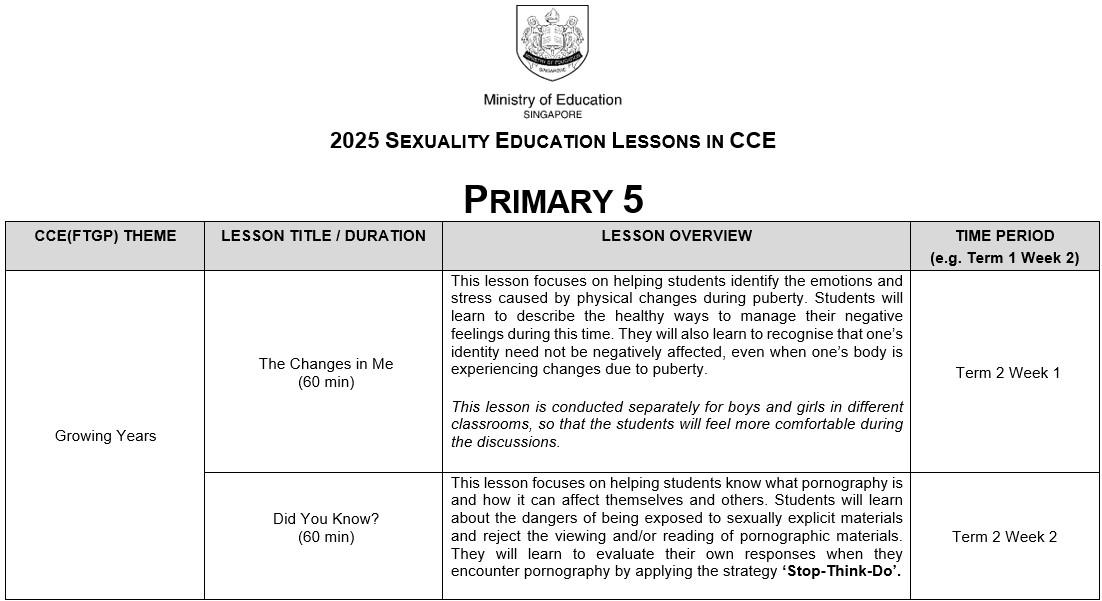 MINISTRY OF EDUCATION
SINGAPORE
Ministry of Education
SINGAPORE
2025 SEXUALITY EDUCATION LESSONS IN CCE
PRIMARY 5
CCE(FTGP) THEME
LESSON TITLE / DURATION
LESSON OVERVIEW
TIME PERIOD
(e.g. Term 1 Week 2)
Growing Years
The Changes in Me
(60 min)
This lesson focuses on helping students identify the emotions and
stress caused by physical changes during puberty. Students will
learn to describe the healthy ways to manage their negative
feelings during this time. They will also learn to recognise that one's
identity need not be negatively affected, even when one's body is
experiencing changes due to puberty.
This lesson is conducted separately for boys and girls in different
classrooms, so that the students will feel more comfortable during
the discussions.
Term 2 Week 1
Did You Know?
(60 min)
This lesson focuses on helping students know what pornography is
and how it can affect themselves and others. Students will learn
about the dangers of being exposed to sexually explicit materials
and reject the viewing and/or reading of pornographic materials.
They will learn to evaluate their own responses when they
encounter pornography by applying the strategy 'Stop-Think-Do'.
Term 2 Week 2